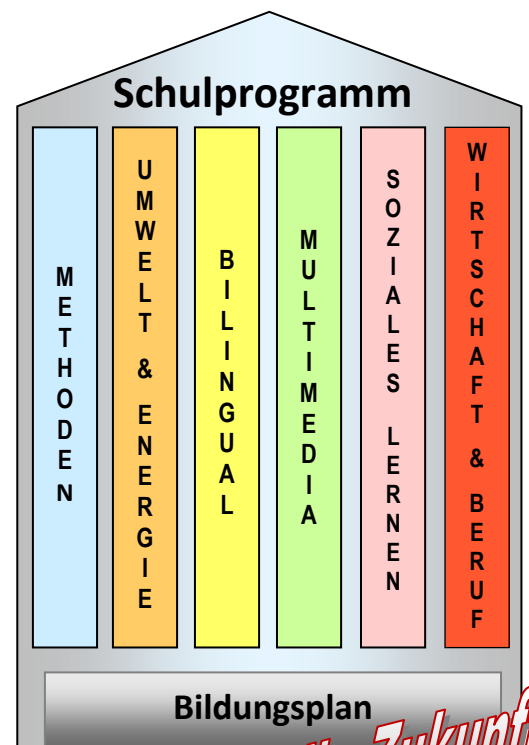 Schulprogramm
METHODEN
UMWELT & ENERGIE
BILINGUAL
MULTIMEDIA
SOZIALES LERNEN
WIRTSCHAFT & BERUF
Bildungsplan